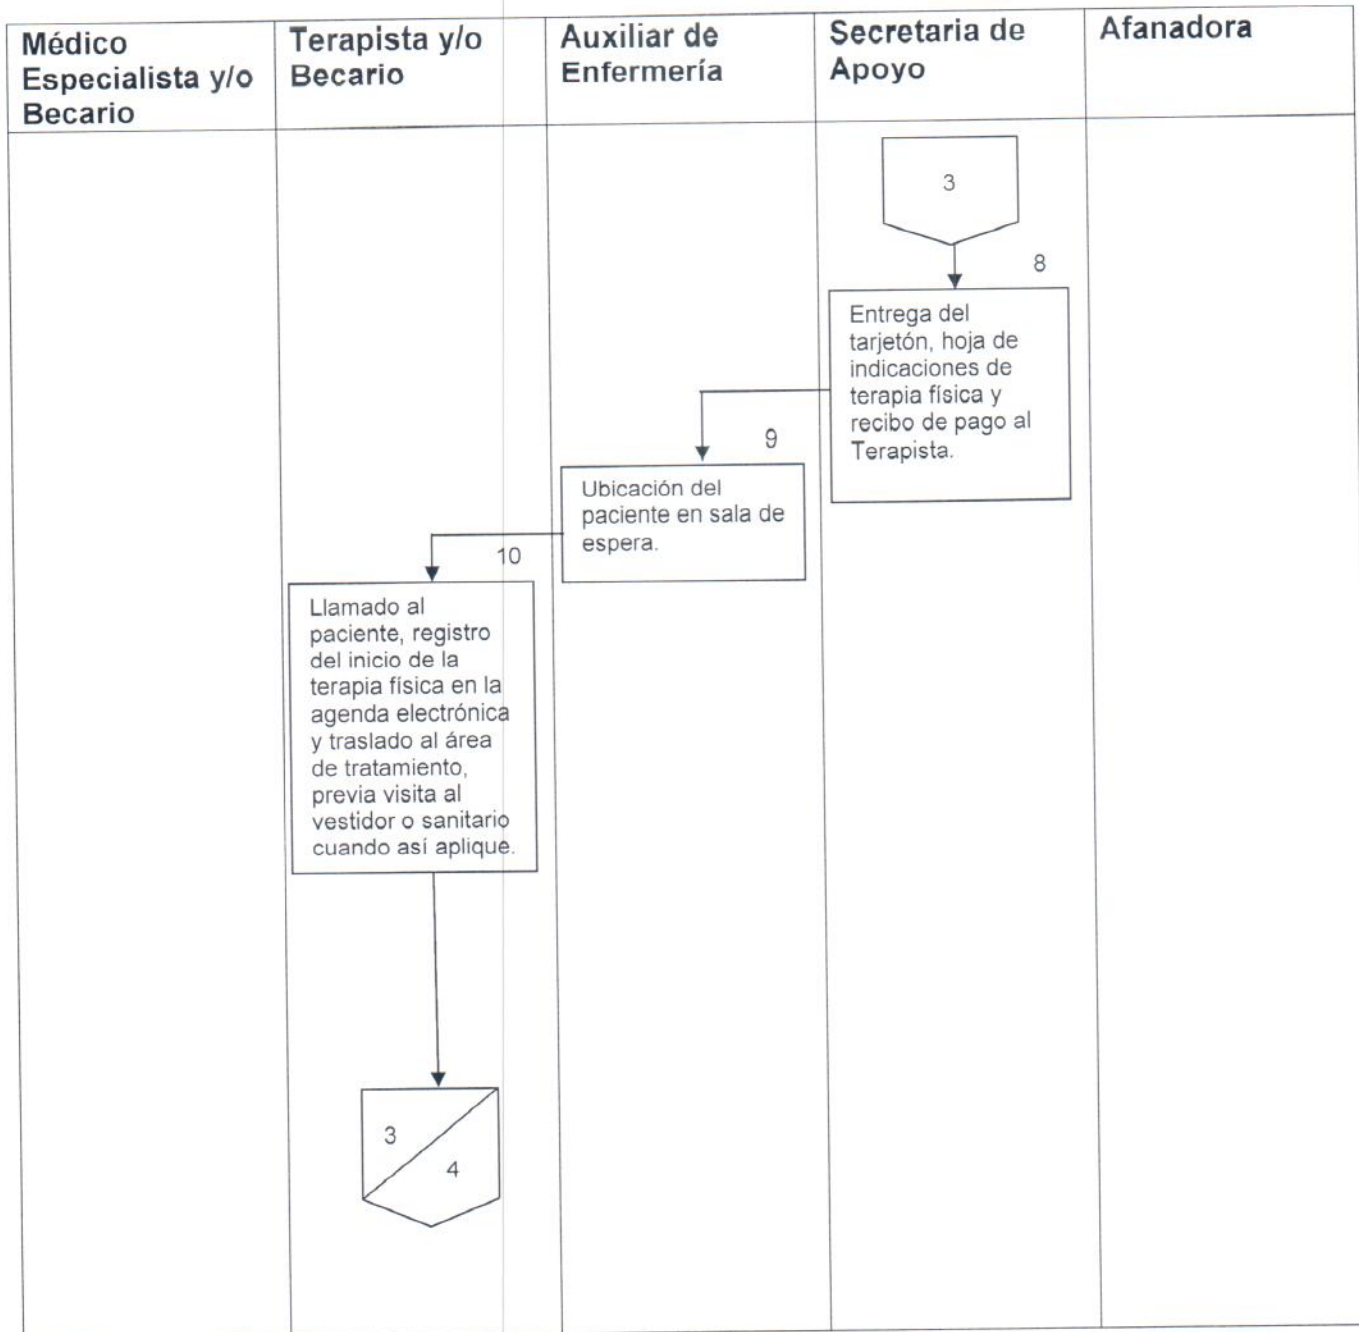 Médico
Especialista y/o
Becario
Terapista y/o
Becario
Auxiliar de
Enfermería
Secretaria de
Apoyo
Afanadora
3
8
Entrega del
tarjetón, hoja de
indicaciones de
terapia física y
recibo de pago al
Terapista.
9
Ubicación del
paciente en sala de
espera.
10
Llamado al
paciente, registro
del inicio de la
terapia física en la
agenda electrónica
y traslado al área
de tratamiento,
previa visita al
vestidor o sanitario
cuando así aplique.
3
4